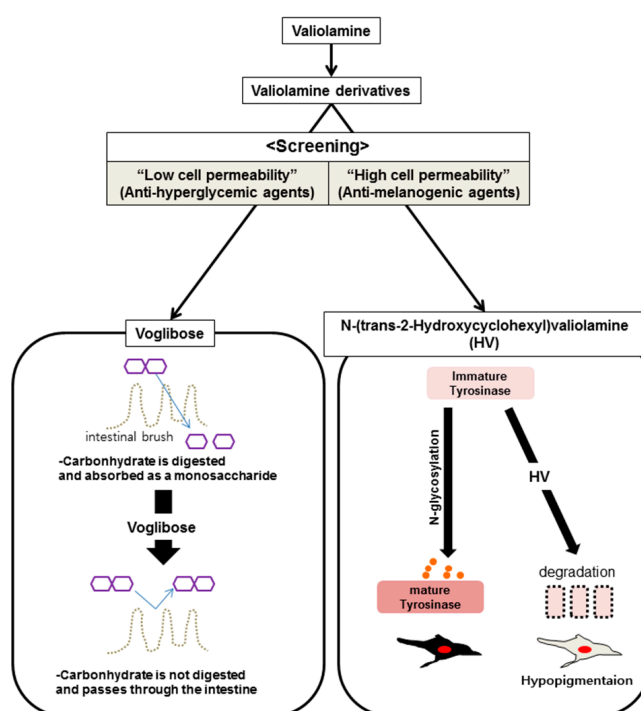 Valiolamine
Valiolamine derivatives
<Screening>
“Low cell permeability”
(Anti-hyperglycemic agents)
“High cell permeability”
(Anti-melanogenic agents)
Voglibose
intestinal brush
-Carbonhydrate is digested
and absorbed as a monosaccharide
Voglibose
-Carbonhydrate is not digested
and passes through the intestine
N-(trans-2-Hydroxycyclohexyl)valiolamine
(HV)
Immature
Tyrosinase
N-glycosylation
HV
mature
Tyrosinase
degradation
Hypopigmentaion